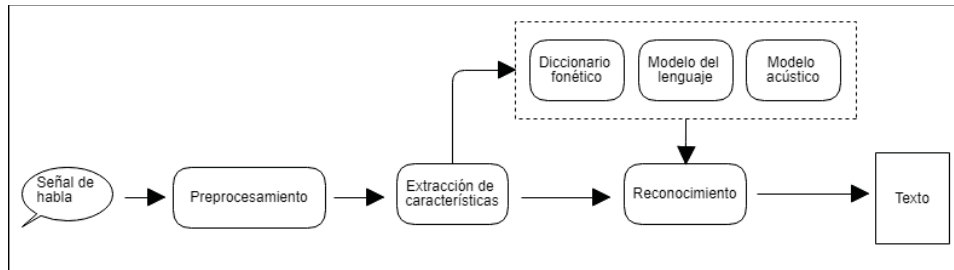 Diccionario
fonético
Modelo del
lenguaje
Modelo
acústico
Señal de
habla
Preprocesamiento
Extracción de
características
Reconocimiento
Texto